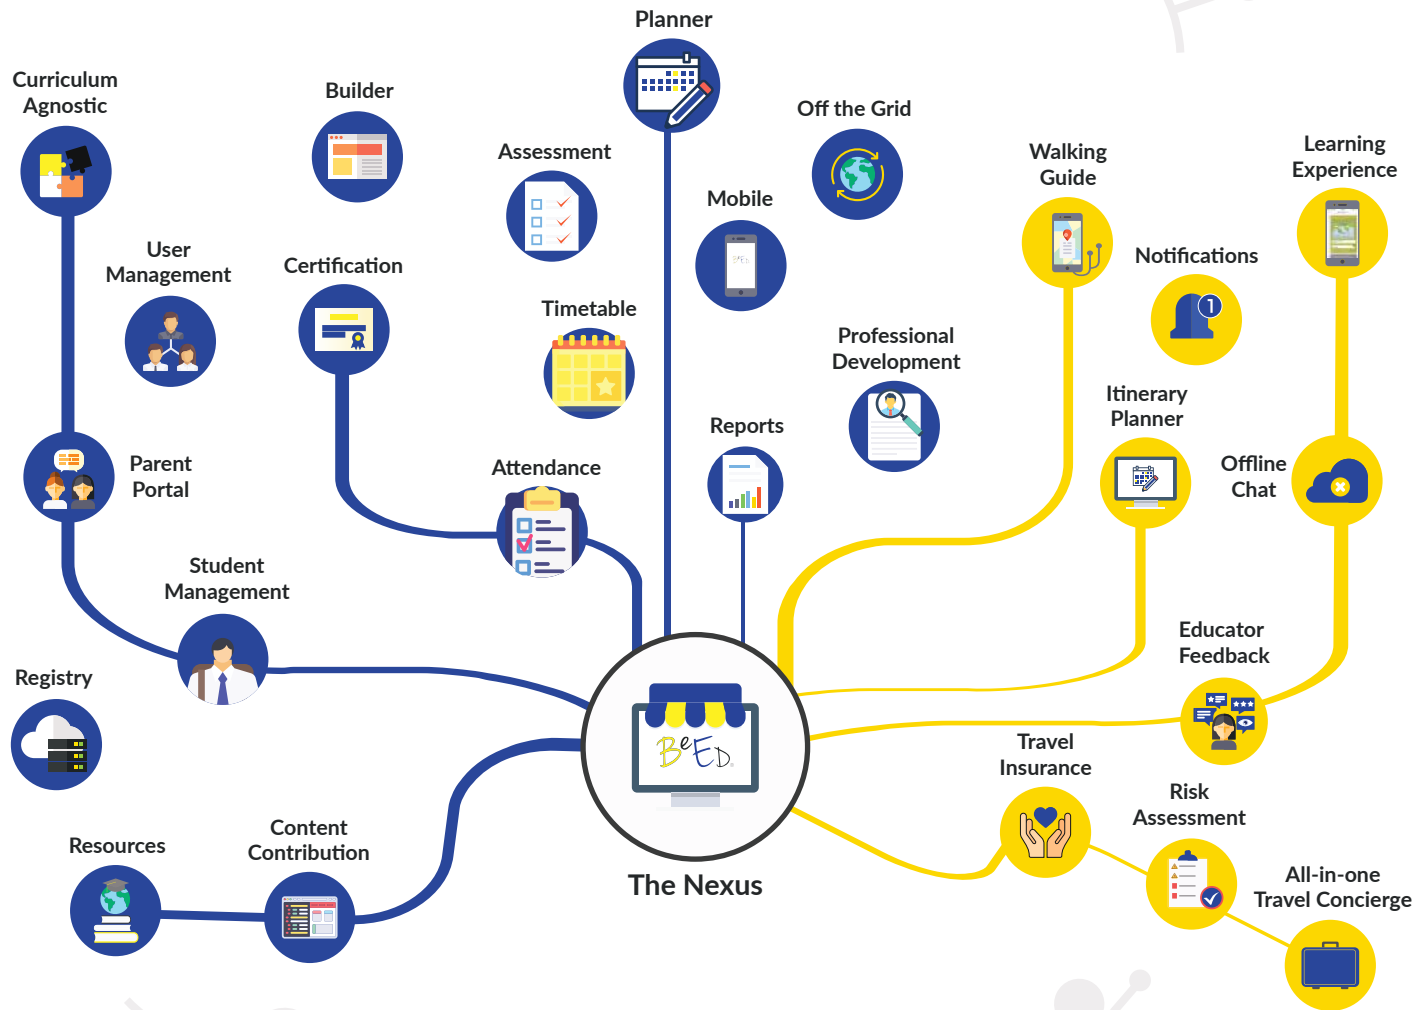 Planner
Curriculum
Agnostic
Builder
Off the Grid
Assessment
Walking
Guide
Learning
Experience
Mobile
User
Management
Certification
Notifications
1
Timetable
BeEd
Professional
Development
Itinerary
Planner
Reports
Parent
Portal
Attendance
Offline
Chat
Student
Management
Educator
Feedback
Registry
BeED
Travel
Insurance
Risk
Assessment
Content
Contribution
Resources
The Nexus
All-in-one
Travel Concierge